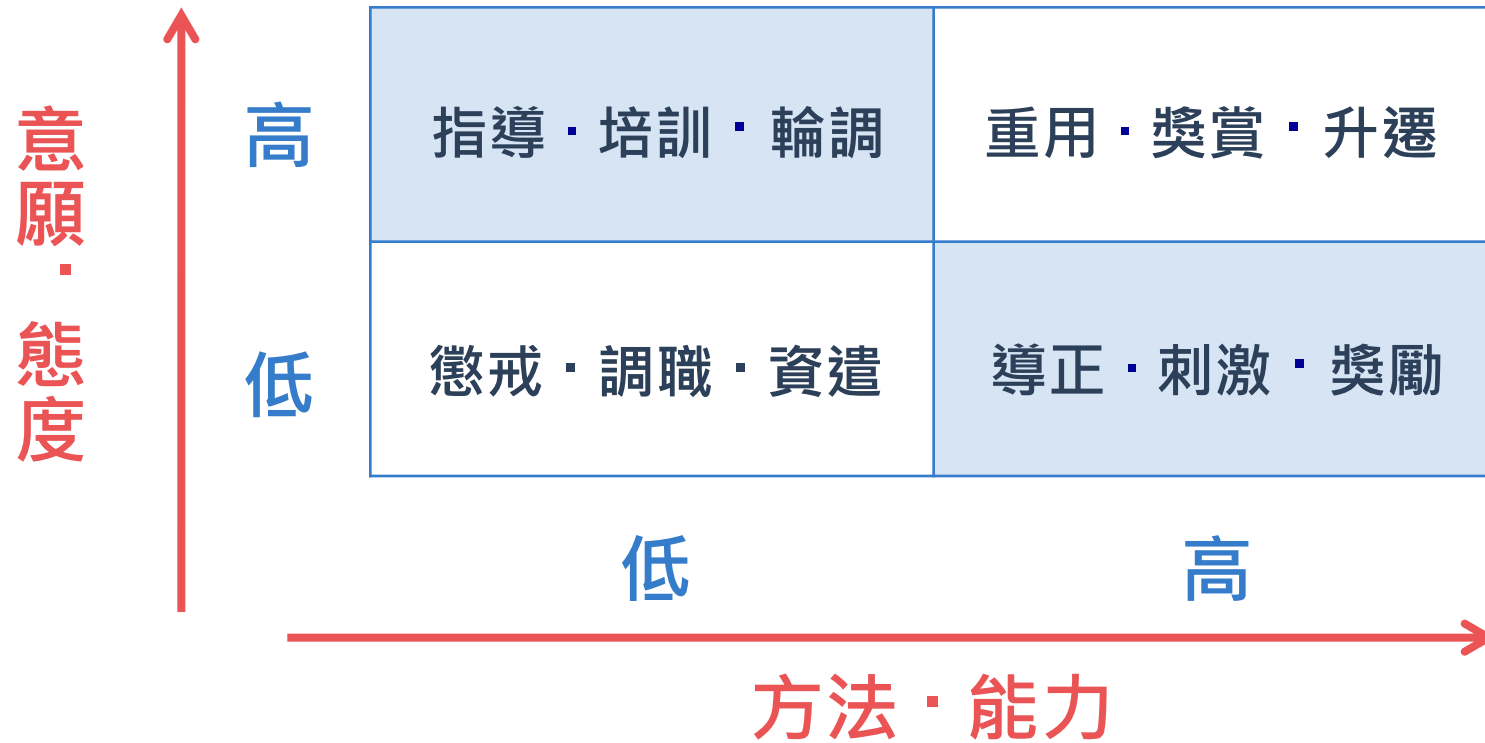 意願·態度
高
指導·培訓·輪調
重用·獎賞·升遷
低
懲戒·調職·資遣
導正·刺激·獎勵
低
高
方法·能力